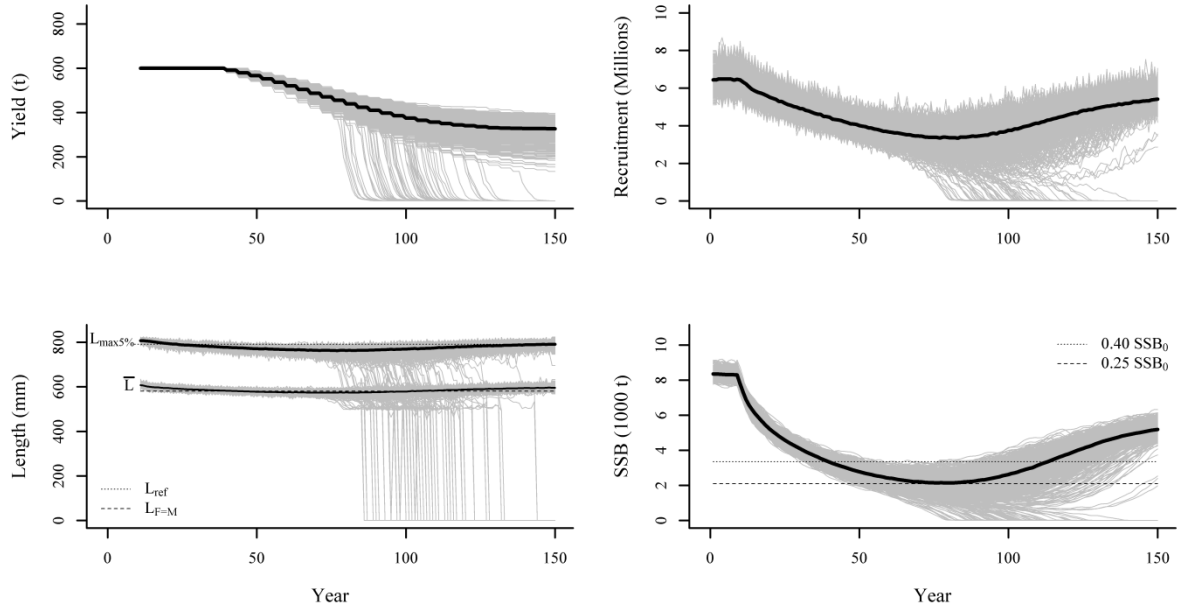 Yield (t)
800
600
400
200
0
0 50 100 150
Recruitment (Millions)
10
8
6
4
2
0
0 50 100 150
Length (mm)
800
600
400
200
0
Lmax5%
L̅
Lref
LF=M
0 50 100 150
Year
SSB (1000 t)
10
8
6
4
2
0
0.40 SSB0
0.25 SSB0
0 50 100 150
Year